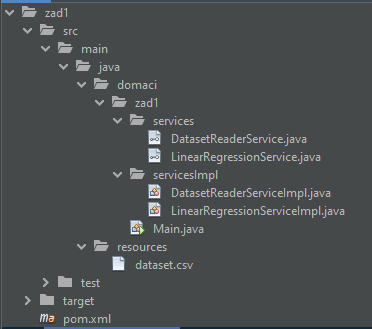 zad1
src
main
java
domaci
zad1
services
DatasetReaderService.java
LinearRegressionService.java
servicesImpl
DatasetReaderServiceImpl.java
LinearRegressionServiceImpl.java
Main.java
resources
dataset.csv
test
target
pom.xml